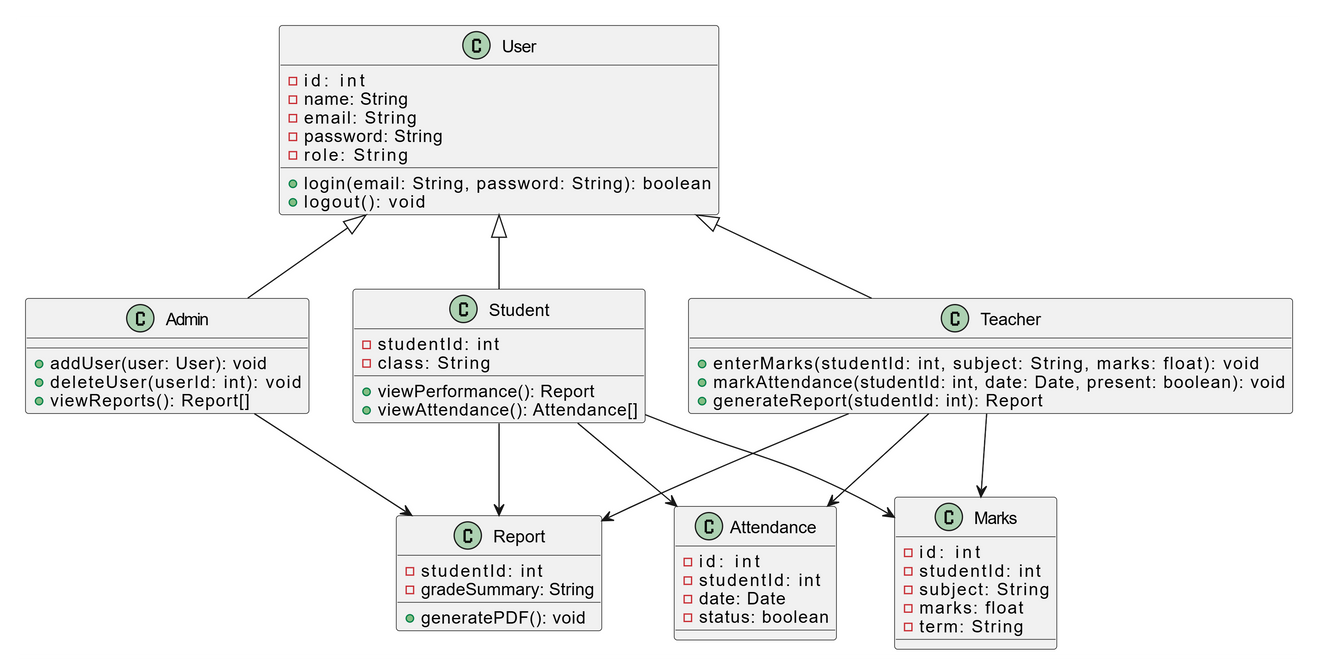 C User
id: int
name: String
email: String
password: String
role: String
login(email: String, password: String): boolean
logout(): void
C Admin
addUser(user: User): void
deleteUser(userId: int): void
viewReports(): Report[]
C Student
studentId: int
class: String
viewPerformance(): Report
viewAttendance(): Attendance[]
C Teacher
enterMarks(studentId: int, subject: String, marks: float): void
markAttendance(studentId: int, date: Date, present: boolean): void
generateReport(studentId: int): Report
C Report
studentId: int
gradeSummary: String
generatePDF(): void
C Attendance
id: int
studentId: int
date: Date
status: boolean
C Marks
id: int
studentId: int
subject: String
marks: float
term: String